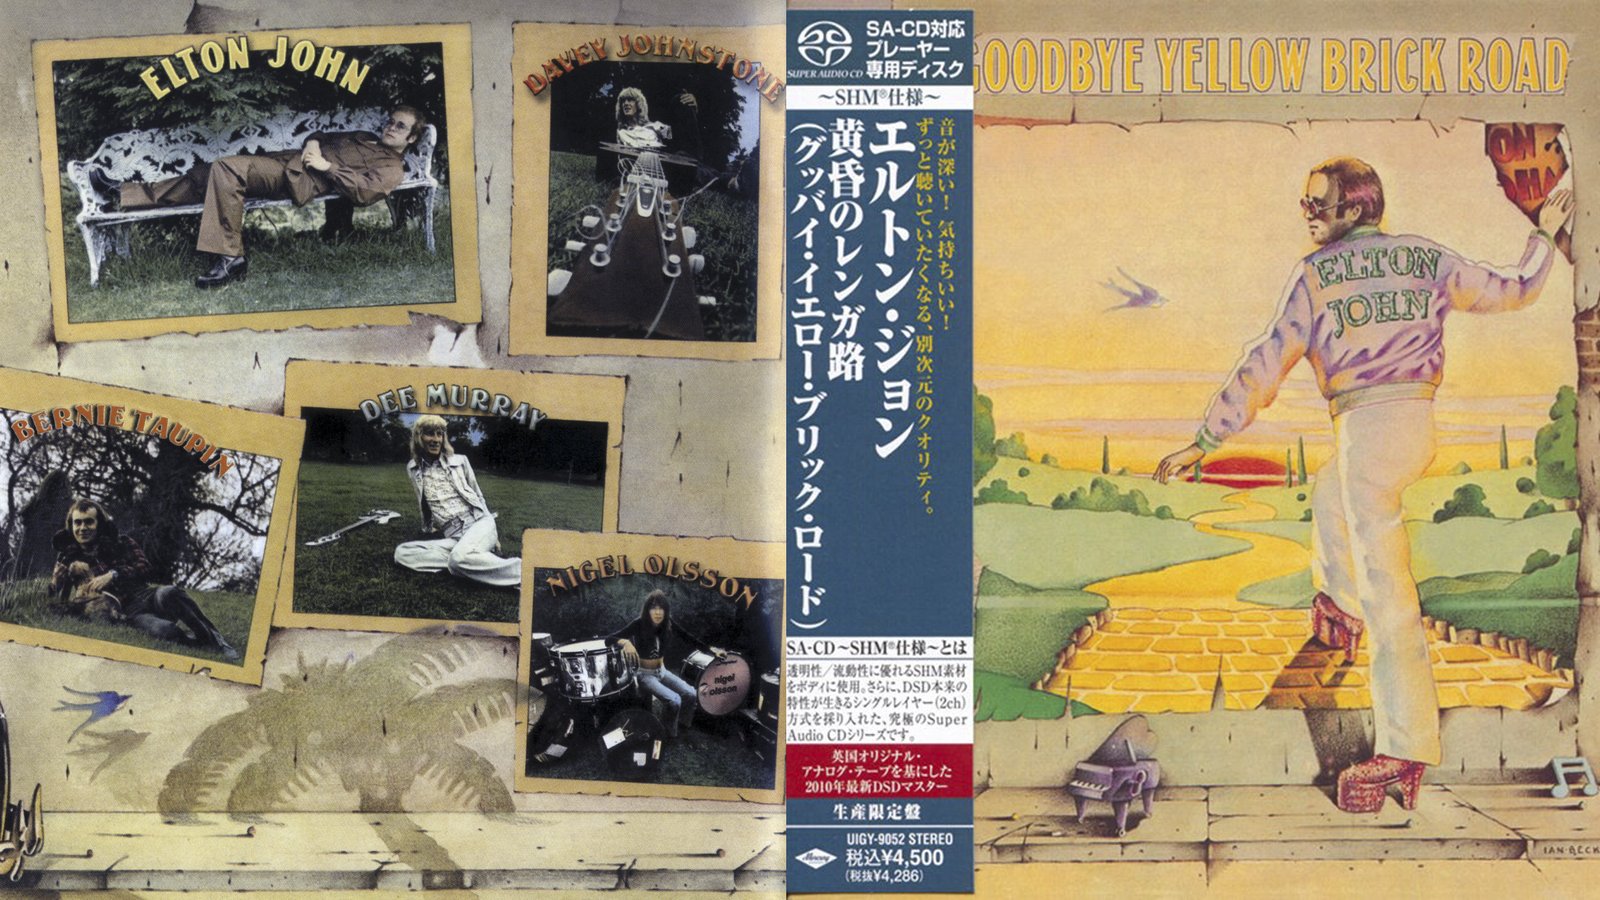 ELTON JOHN
DAVEY JOHNSTONE
BERNIE TAUPIN
DEE MURRAY
NIGEL OLSSON
nigel
olsson
SUPER AUDIO CD
SA-CD対応
プレーヤー
専用ディスク
〜SHM®仕様〜
音が深い! 気持ちいい!
ずっと聴いていたくなる、別次元のクオリティ。
エルトン・ジョン
黄昏のレンガ路
(グッバイ・イエロー・ブリック・ロード)
SA-CD〜SHM®仕様〜とは
透明性/流動性に優れるSHM素材
をボディに使用。さらに、DSD本来の
特性が生きるシングルレイヤー(2ch)
方式を採り入れた、究極のSuper
Audio CDシリーズです。
英国オリジナル・
アナログ・テープを基にした
2010年最新DSDマスター
生産限定盤
UIGY-9052 STEREO
Mercury
税込¥4,500
(税抜¥4,286)
GOODBYE YELLOW BRICK ROAD
ON
OHN
ELTON
JOHN
IAN BECK